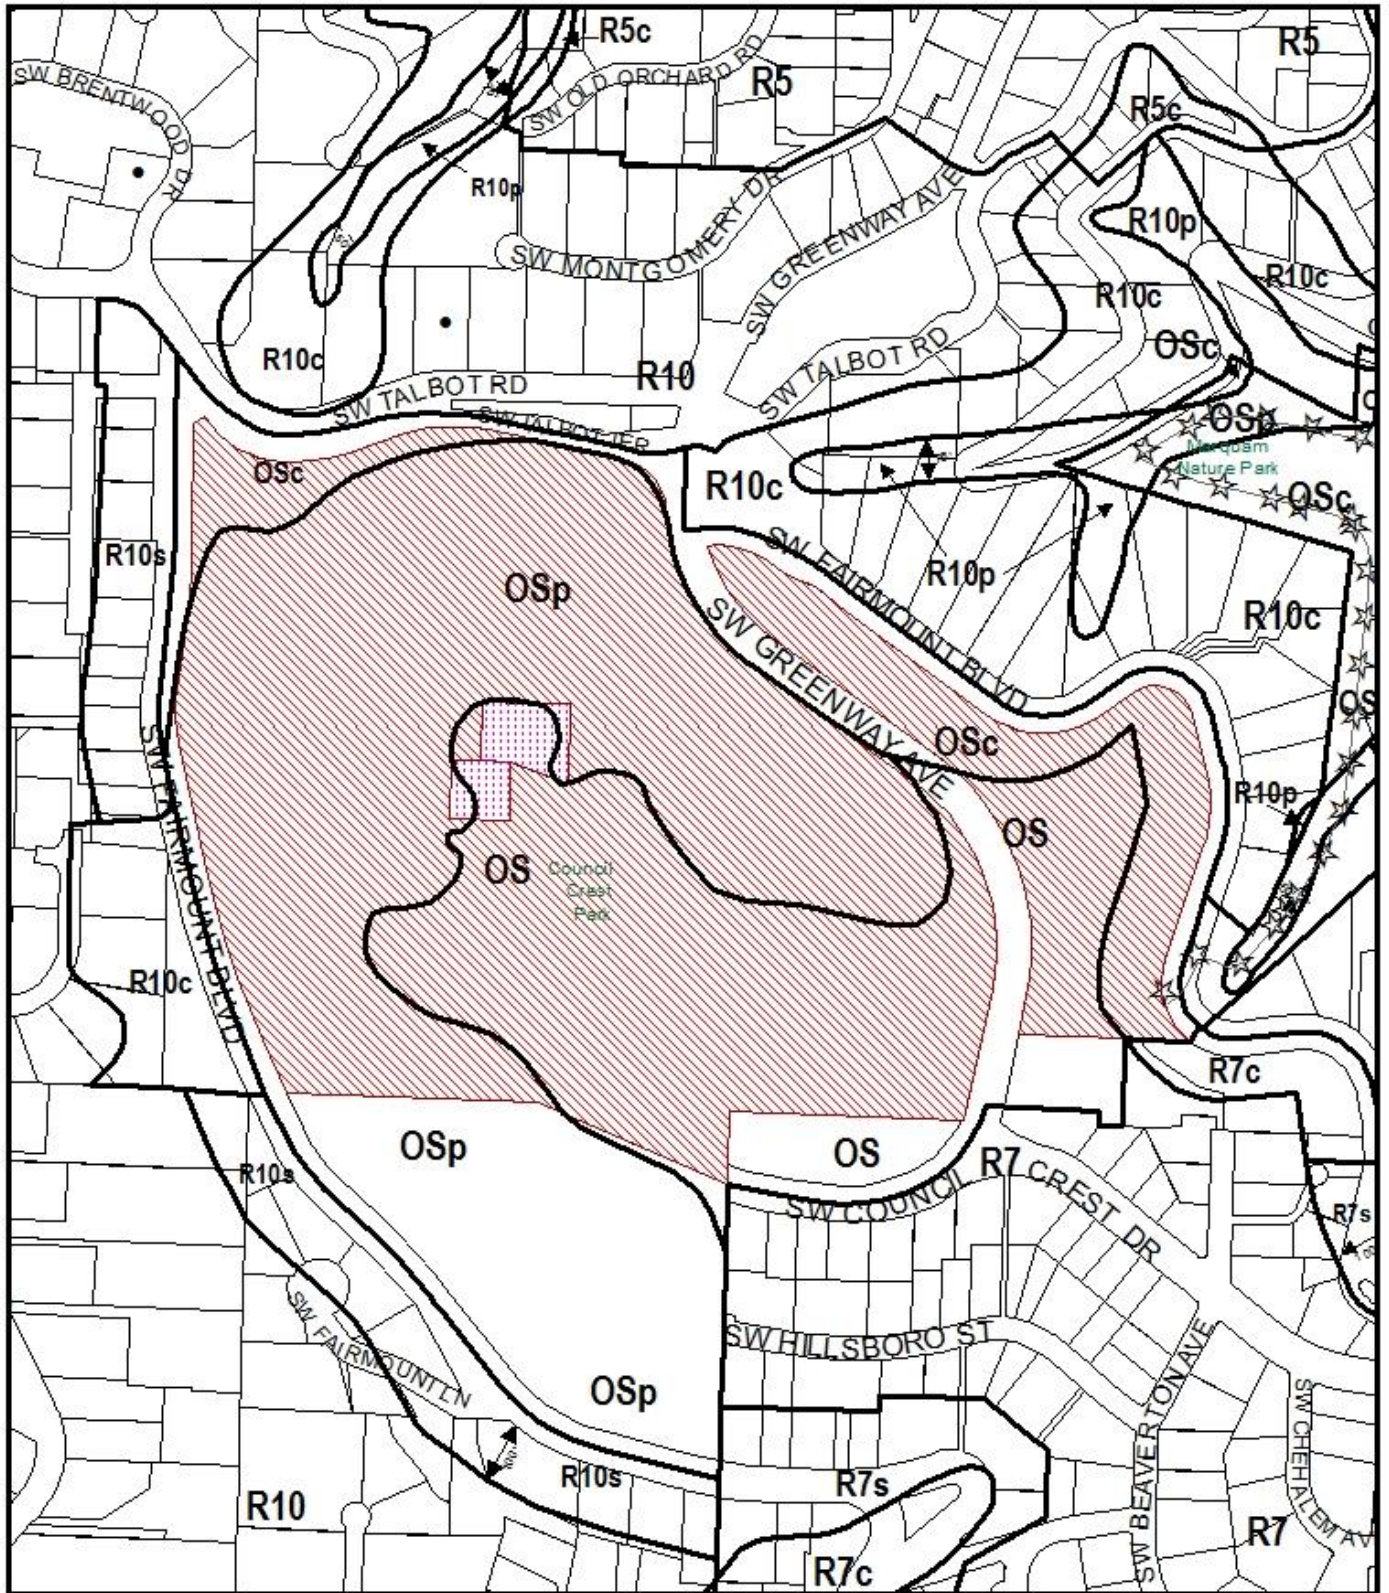 R5c
R5
SW OLD ORCHARD RD
R5
SW BRENTWOOD DR
R5c
R10p
R10p
SW MONTGOMERY DR
SW GREENWAY AVE
R10c
R10c
OSc
R10c
R10
SW TALBOT RD
SW TALBOT RD
SW TALBOT TER
OSp
Marquam
Nature Park
OSc
R10c
OSc
R10s
OSp
R10p
SW FAIRMOUNT BLVD
R10c
SW GREENWAY AVE
OS
OSc
R10p
SW FAIRMOUNT BLVD
OS
OS
Council
Crest
Park
R10c
R7c
OSp
OS
R7
R10s
SW COUNCIL CREST DR
R7s
SW FAIRMOUNT LN
SW HILLSBORO ST
OSp
SW BEAVERTON AVE
SW CHEHALEM AV
R10s
R7s
R10
R7
R7c